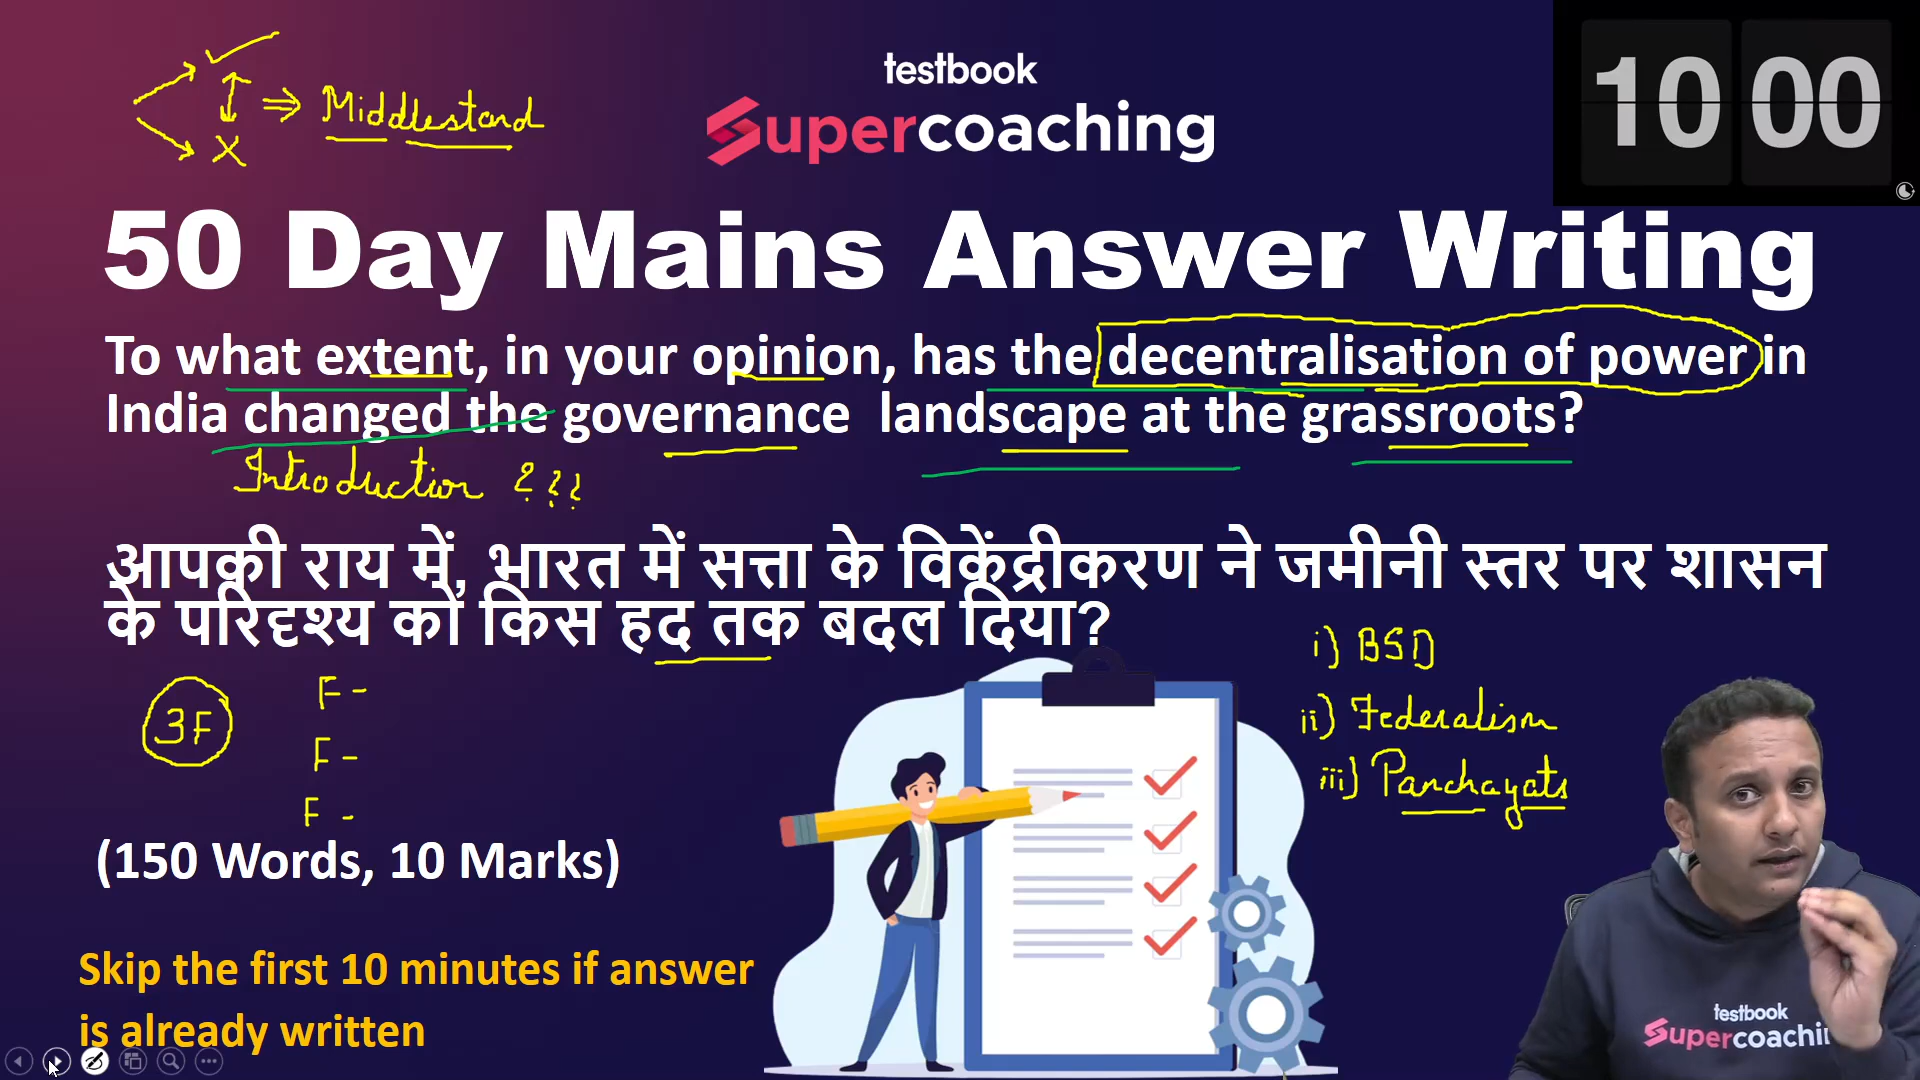 testbook
Supercoaching
10 00
Middlestand
50 Day Mains Answer Writing
To what extent, in your opinion, has the decentralisation of power in
India changed the governance landscape at the grassroots?
Introduction ???
आपकी राय में, भारत में सत्ता के विकेंद्रीकरण ने जमीनी स्तर पर शासन
के परिदृश्य को किस हद तक बदल दिया?
i) BSD
ii) Federalism
iii) Panchayats
3F
F -
F -
F -
(150 Words, 10 Marks)
Skip the first 10 minutes if answer
is already written
testbook
Supercoachi